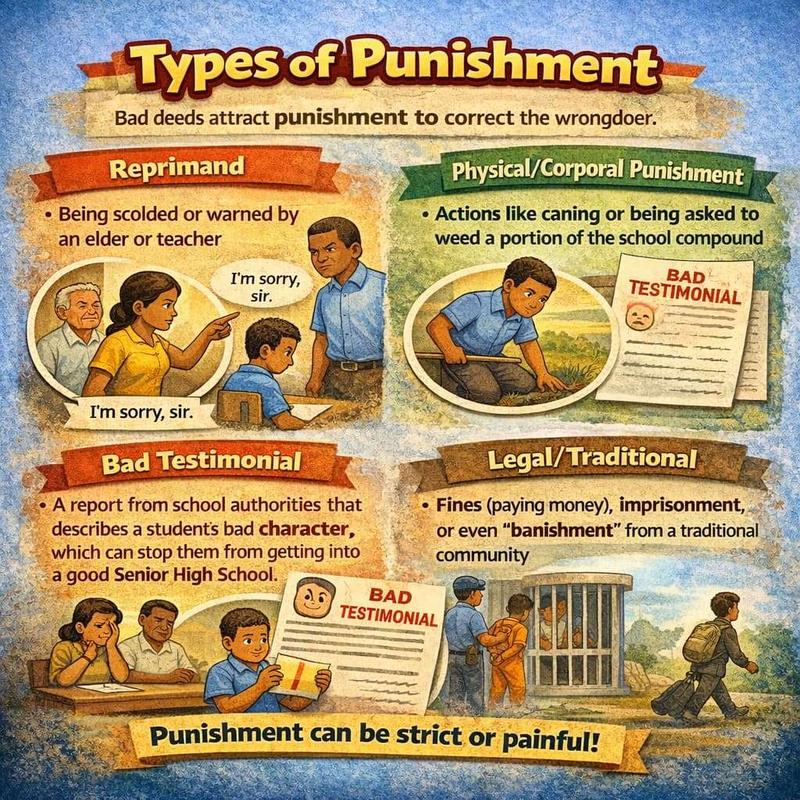 Types of Punishment
Bad deeds attract punishment to correct the wrongdoer.
Reprimand
• Being scolded or warned by
an elder or teacher
I'm sorry,
sir.
I'm sorry, sir.
Physical/Corporal Punishment
• Actions like caning or being asked to
weed a portion of the school compound
BAD
TESTIMONIAL
Bad Testimonial
• A report from school authorities that
describes a student's bad character,
which can stop them from getting into
a good Senior High School.
BAD
TESTIMONIAL
Legal/Traditional
• Fines (paying money), imprisonment,
or even "banishment" from a traditional
community
Punishment can be strict or painful!